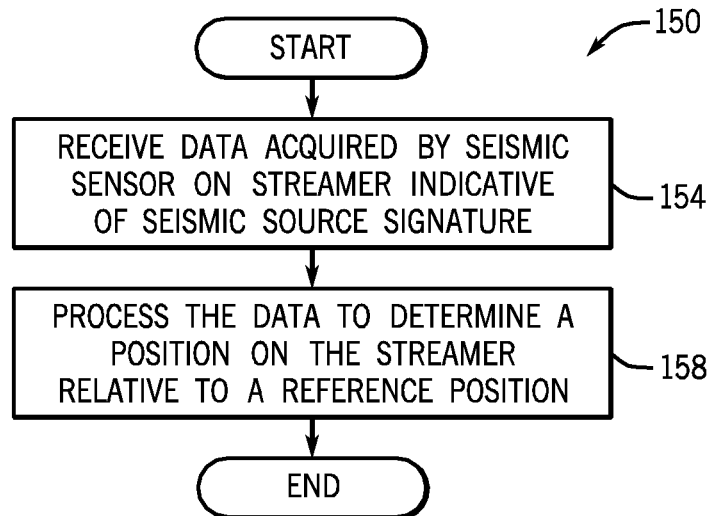 150
START
RECEIVE DATA ACQUIRED BY SEISMIC
SENSOR ON STREAMER INDICATIVE
OF SEISMIC SOURCE SIGNATURE
154
PROCESS THE DATA TO DETERMINE A
POSITION ON THE STREAMER
RELATIVE TO A REFERENCE POSITION
158
END